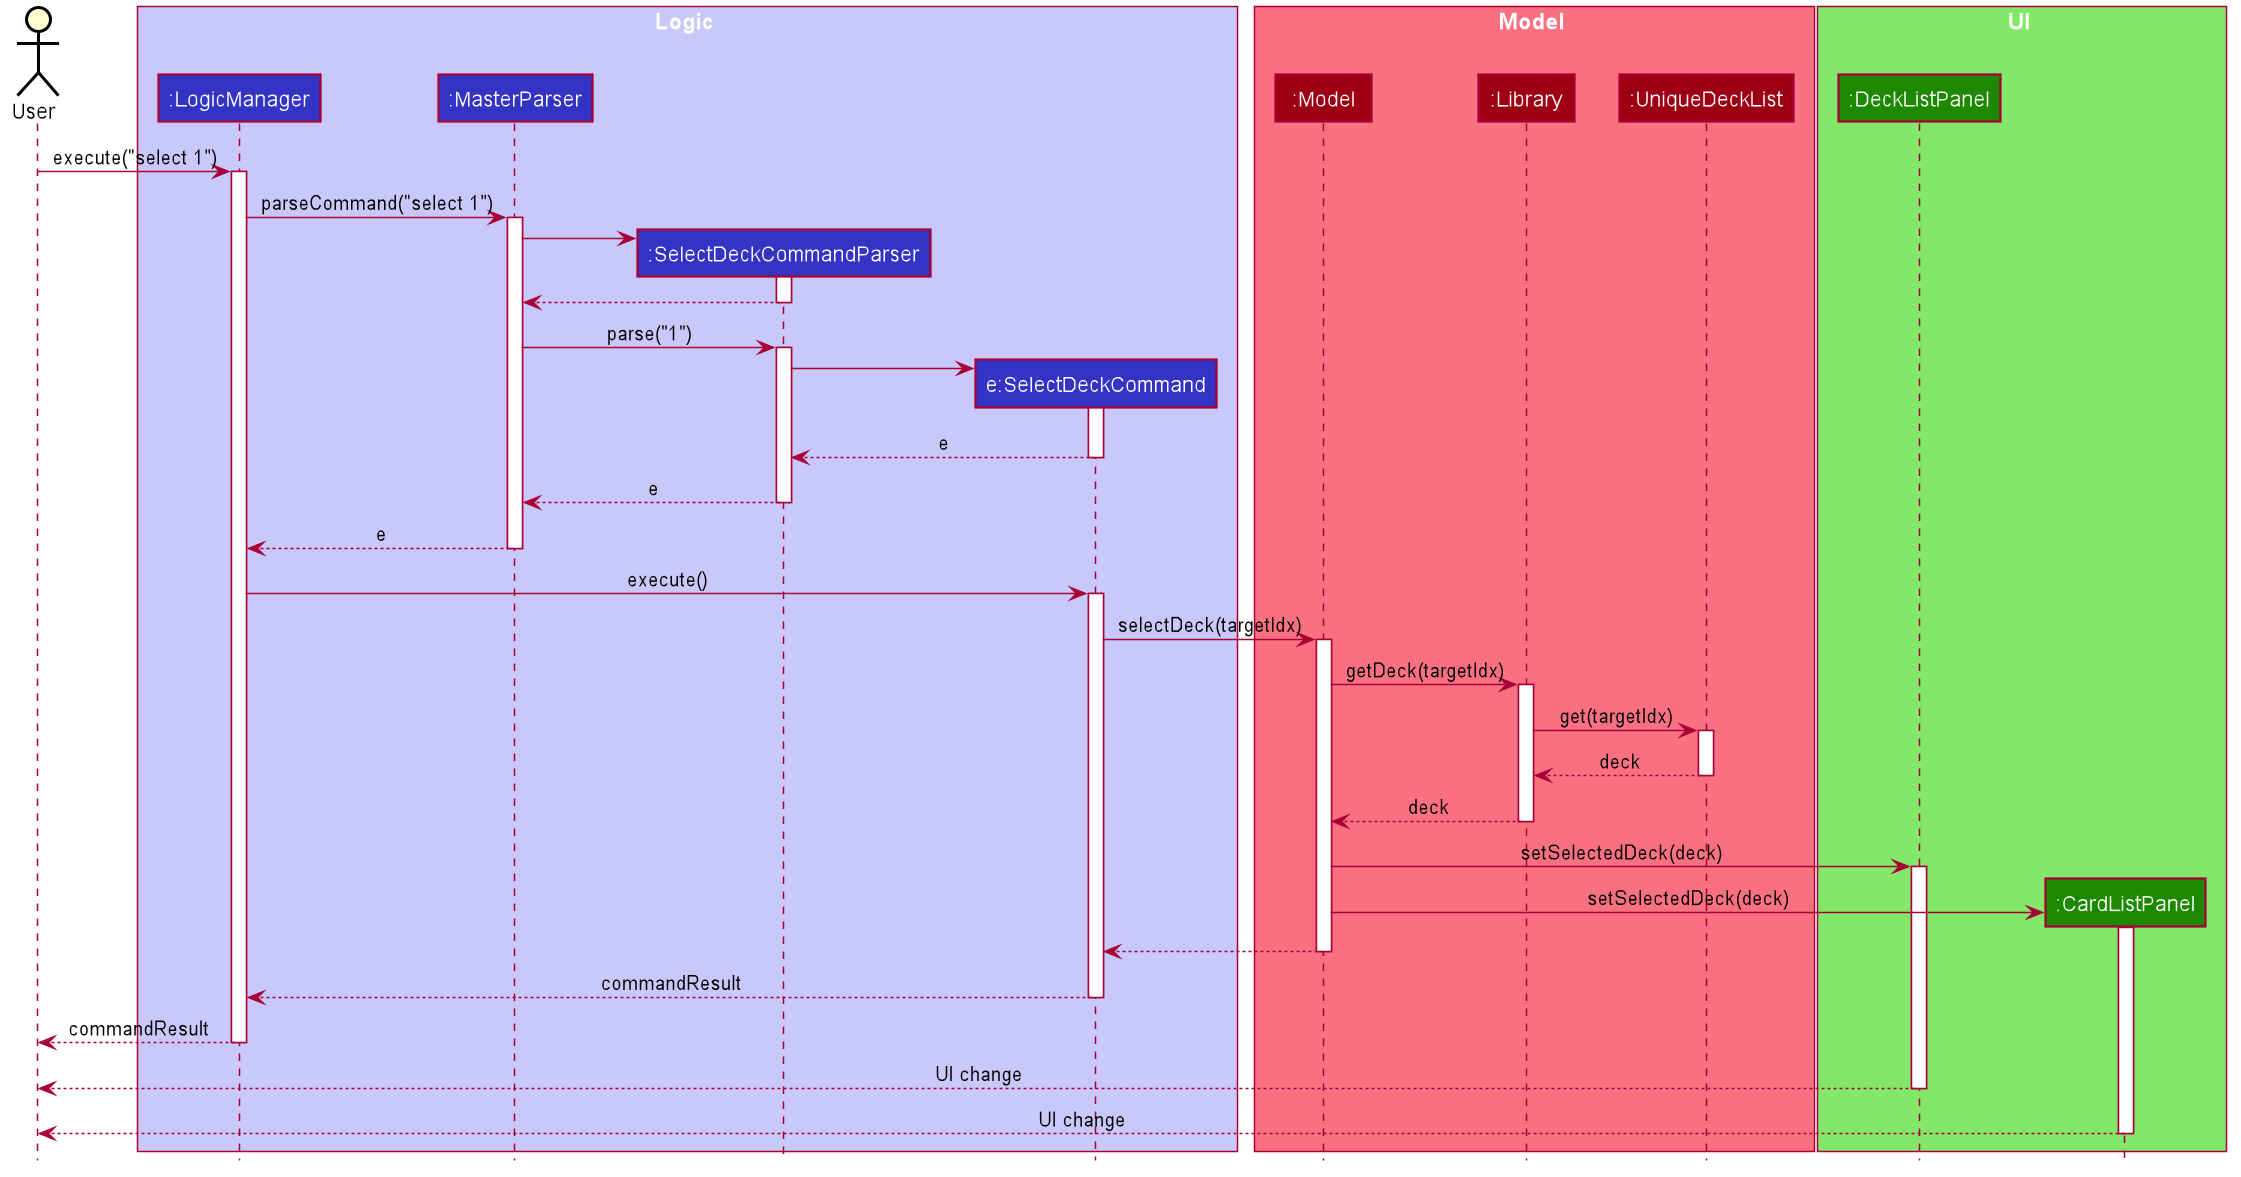 Logic
Model
UI
User
:LogicManager
:MasterParser
:Model
:Library
:UniqueDeckList
:DeckListPanel
execute("select 1")
parseCommand("select 1")
:SelectDeckCommandParser
parse("1")
e:SelectDeckCommand
e
e
e
execute()
selectDeck(targetIdx)
getDeck(targetIdx)
get(targetIdx)
deck
deck
setSelectedDeck(deck)
setSelectedDeck(deck)
:CardListPanel
commandResult
commandResult
UI change
UI change